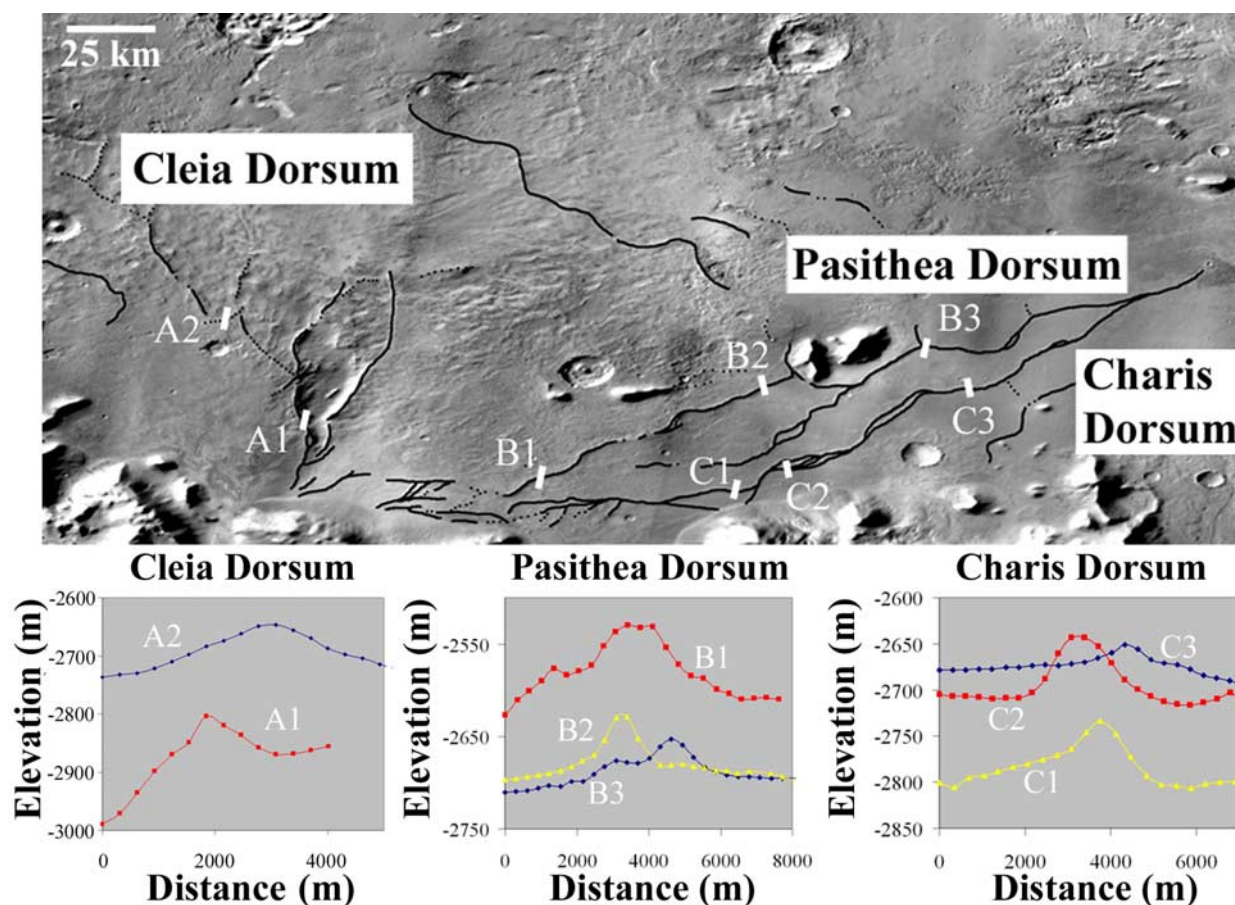 25 km
Cleia Dorsum
Pasithea Dorsum
A2
B3
B2
Charis
Dorsum
C3
A1
B1
C1
C2
Cleia Dorsum
Pasithea Dorsum
Charis Dorsum
Elevation (m)
-2600
-2700
-2800
-2900
-3000
A2
A1
0
2000
4000
Distance (m)
Elevation (m)
-2550
-2650
-2750
B1
B2
B3
0
2000
4000
6000
8000
Distance (m)
Elevation (m)
-2600
-2650
-2700
-2750
-2800
-2850
C3
C2
C1
0
2000
4000
6000
Distance (m)